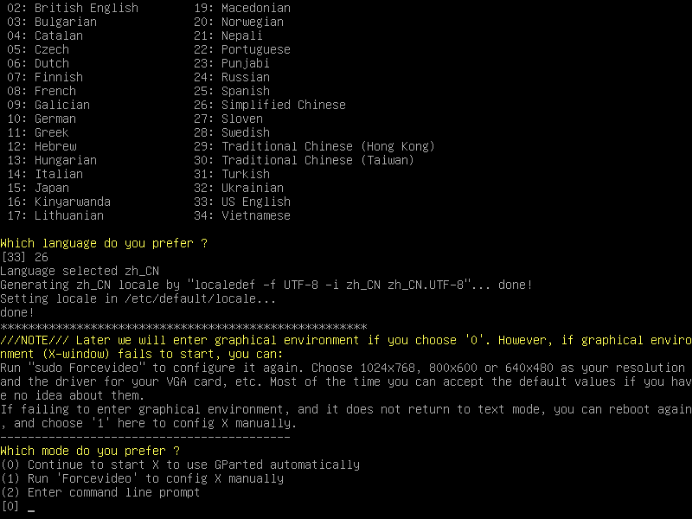 02: British English 19: Macedonian
03: Bulgarian 20: Norwegian
04: Catalan 21: Nepali
05: Czech 22: Portuguese
06: Dutch 23: Punjabi
07: Finnish 24: Russian
08: French 25: Spanish
09: Galician 26: Simplified Chinese
10: German 27: Sloven
11: Greek 28: Swedish
12: Hebrew 29: Traditional Chinese (Hong Kong)
13: Hungarian 30: Traditional Chinese (Taiwan)
14: Italian 31: Turkish
15: Japan 32: Ukrainian
16: Kinyarwanda 33: US English
17: Lithuanian 34: Vietnamese
Which language do you prefer ?
[33] 26
Language selected zh_CN
Generating zh_CN locale by "localedef -f UTF-8 -i zh_CN zh_CN.UTF-8"... done!
Setting locale in /etc/default/locale...
done!
*****************************************************
///NOTE/// Later we will enter graphical environment if you choose '0'. However, if graphical enviro
nment (X-window) fails to start, you can:
Run "sudo Forcevideo" to configure it again. Choose 1024x768, 800x600 or 640x480 as your resolution
and the driver for your VGA card, etc. Most of the time you can accept the default values if you hav
e no idea about them.
If failing to enter graphical environment, and it does not return to text mode, you can reboot again
, and choose '1' here to config X manually.
------------------------------------------
Which mode do you prefer ?
(0) Continue to start X to use GParted automatically
(1) Run 'Forcevideo' to config X manually
(2) Enter command line prompt
[0] _